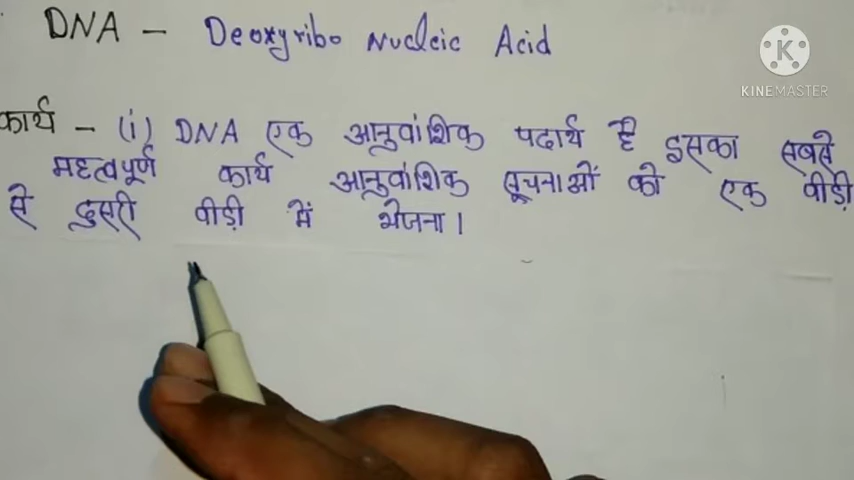 DNA - Deoxyribo Nucleic Acid
KINEMASTER
कार्य - (i) DNA एक आनुवांशिक पदार्थ है इसका सबसे
महत्वपूर्ण कार्य आनुवांशिक सूचनाओं को एक पीड़ी
से दुसरी पीड़ी में भेजना।